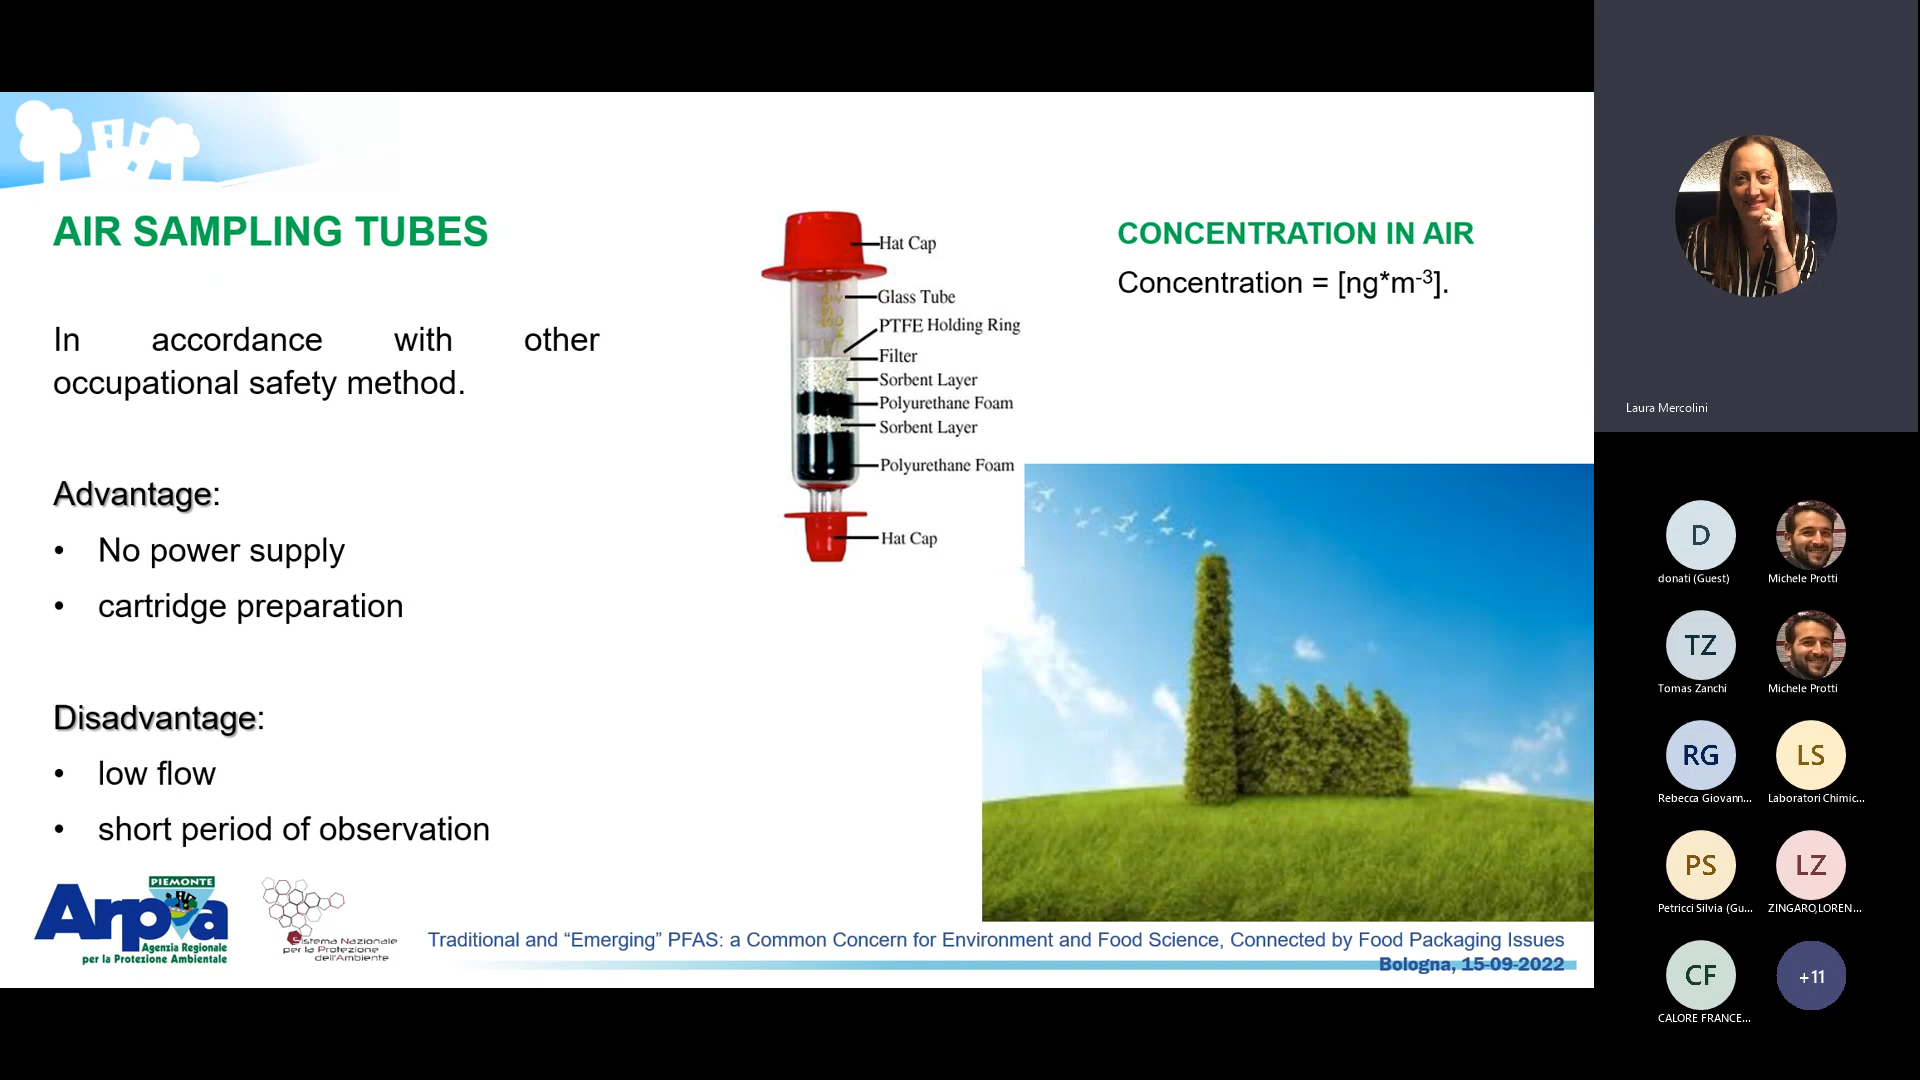 AIR SAMPLING TUBES
In accordance with other
occupational safety method.
Advantage:
• No power supply
• cartridge preparation
Disadvantage:
• low flow
• short period of observation
Hat Cap
Glass Tube
PTFE Holding Ring
Filter
Sorbent Layer
Polyurethane Foam
Sorbent Layer
Polyurethane Foam
Hat Cap
CONCENTRATION IN AIR
Concentration = [ng*m-3].
PIEMONTE
Arpa
Agenzia Regionale
per la Protezione Ambientale
Sistema Nazionale
per la Protezione
dell'Ambiente
Traditional and “Emerging” PFAS: a Common Concern for Environment and Food Science, Connected by Food Packaging Issues
Bologna, 15-09-2022
Laura Mercolini
D
donati (Guest)
Michele Protti
TZ
Tomas Zanchi
Michele Protti
RG
Rebecca Giovann...
LS
Laboratori Chimic...
PS
Petricci Silvia (Gu...
LZ
ZINGARO,LOREN...
CF
CALORE FRANCE...
+11